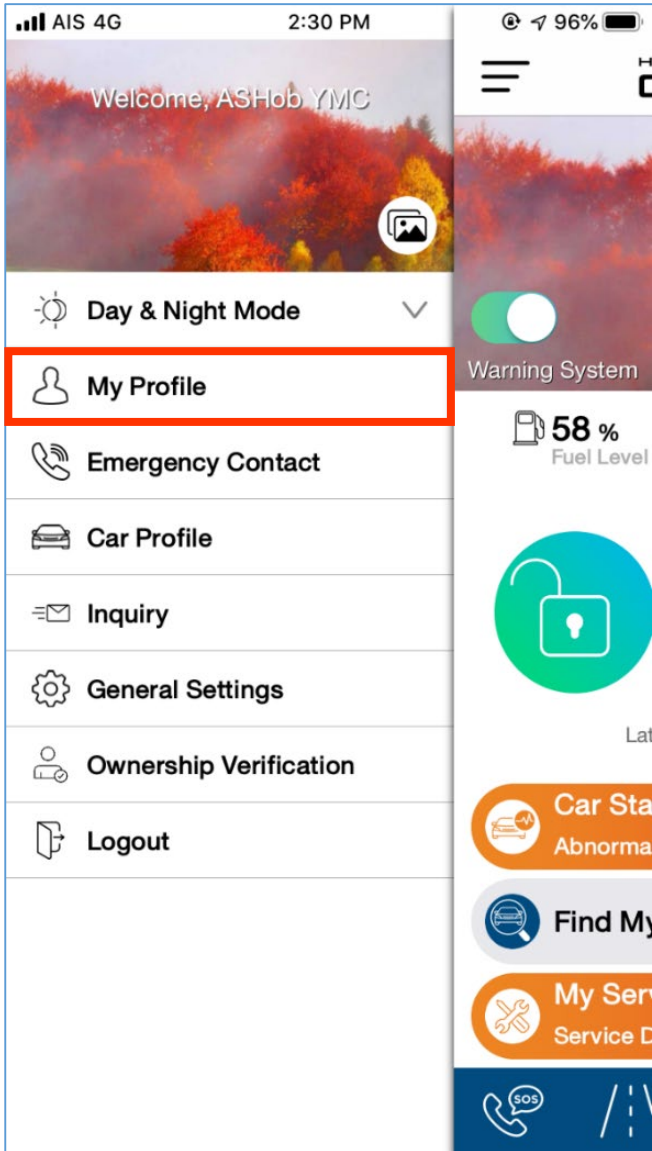 AIS 4G 2:30 PM 96%
Welcome, ASHob YMC
Day & Night Mode
My Profile
Emergency Contact
Car Profile
Inquiry
General Settings
Ownership Verification
Logout
Warning System
58 %
Fuel Level
Lat
Car Sta
Abnorma
Find My
My Serv
Service D
SOS